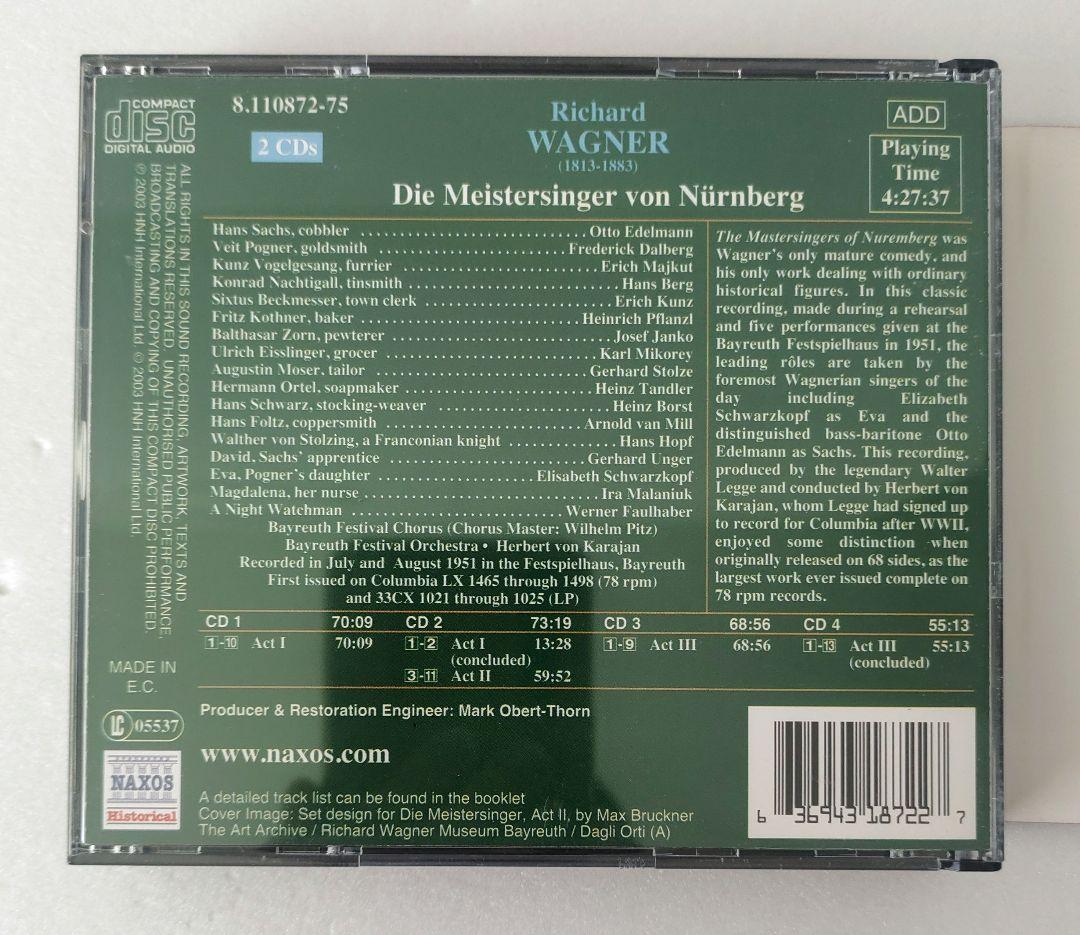 COMPACT
disc
DIGITAL AUDIO
8.110872-75
2 CDs
Richard
WAGNER
(1813-1883)
Die Meistersinger von Nürnberg
ADD
Playing
Time
4:27:37
ALL RIGHTS IN THIS SOUND RECORDING, ARTWORK, TEXTS AND
TRANSLATIONS RESERVED. UNAUTHORISED PUBLIC PERFORMANCE,
BROADCASTING AND COPYING OF THIS COMPACT DISC PROHIBITED.
℗ 2003 HNH International Ltd. © 2003 HNH International Ltd.
Hans Sachs, cobbler . . . . . . . . . . Otto Edelmann
Veit Pogner, goldsmith . . . . . . . . . . Frederick Dalberg
Kunz Vogelgesang, furrier . . . . . . . . . . Erich Majkut
Konrad Nachtigall, tinsmith . . . . . . . . . . Hans Berg
Sixtus Beckmesser, town clerk . . . . . . . . . . Erich Kunz
Fritz Kothner, baker . . . . . . . . . . Heinrich Pflanzl
Balthasar Zorn, pewterer . . . . . . . . . . Josef Janko
Ulrich Eisslinger, grocer . . . . . . . . . . Karl Mikorey
Augustin Moser, tailor . . . . . . . . . . Gerhard Stolze
Hermann Ortel, soapmaker . . . . . . . . . . Heinz Tandler
Hans Schwarz, stocking-weaver . . . . . . . . . . Heinz Borst
Hans Foltz, coppersmith . . . . . . . . . . Arnold van Mill
Walther von Stolzing, a Franconian knight . . . . . . . . . . Hans Hopf
David, Sachs' apprentice . . . . . . . . . . Gerhard Unger
Eva, Pogner's daughter . . . . . . . . . . Elisabeth Schwarzkopf
Magdalena, her nurse . . . . . . . . . . Ira Malaniuk
A Night Watchman . . . . . . . . . . Werner Faulhaber
Bayreuth Festival Chorus (Chorus Master: Wilhelm Pitz)
Bayreuth Festival Orchestra • Herbert von Karajan
Recorded in July and August 1951 in the Festspielhaus, Bayreuth
First issued on Columbia LX 1465 through 1498 (78 rpm)
and 33CX 1021 through 1025 (LP)
The Mastersingers of Nuremberg was
Wagner's only mature comedy, and
his only work dealing with ordinary
historical figures. In this classic
recording, made during a rehearsal
and five performances given at the
Bayreuth Festspielhaus in 1951, the
leading rôles are taken by the
foremost Wagnerian singers of the
day including Elizabeth
Schwarzkopf as Eva and the
distinguished bass-baritone Otto
Edelmann as Sachs. This recording,
produced by the legendary Walter
Legge and conducted by Herbert von
Karajan, whom Legge had signed up
to record for Columbia after WWII,
enjoyed some distinction when
originally released on 68 sides, as the
largest work ever issued complete on
78 rpm records.
CD 1 70:09 CD 2 73:19 CD 3 68:56 CD 4 55:13
1-10 Act I 70:09 1-2 Act I 13:28 1-9 Act III 68:56 1-13 Act III 55:13
(concluded) (concluded)
3-11 Act II 59:52
MADE IN
E.C.
LC 05537
NAXOS
Historical
Producer & Restoration Engineer: Mark Obert-Thorn
www.naxos.com
A detailed track list can be found in the booklet
Cover Image: Set design for Die Meistersinger, Act II, by Max Bruckner
The Art Archive / Richard Wagner Museum Bayreuth / Dagli Orti (A)
6 36943 18722 7